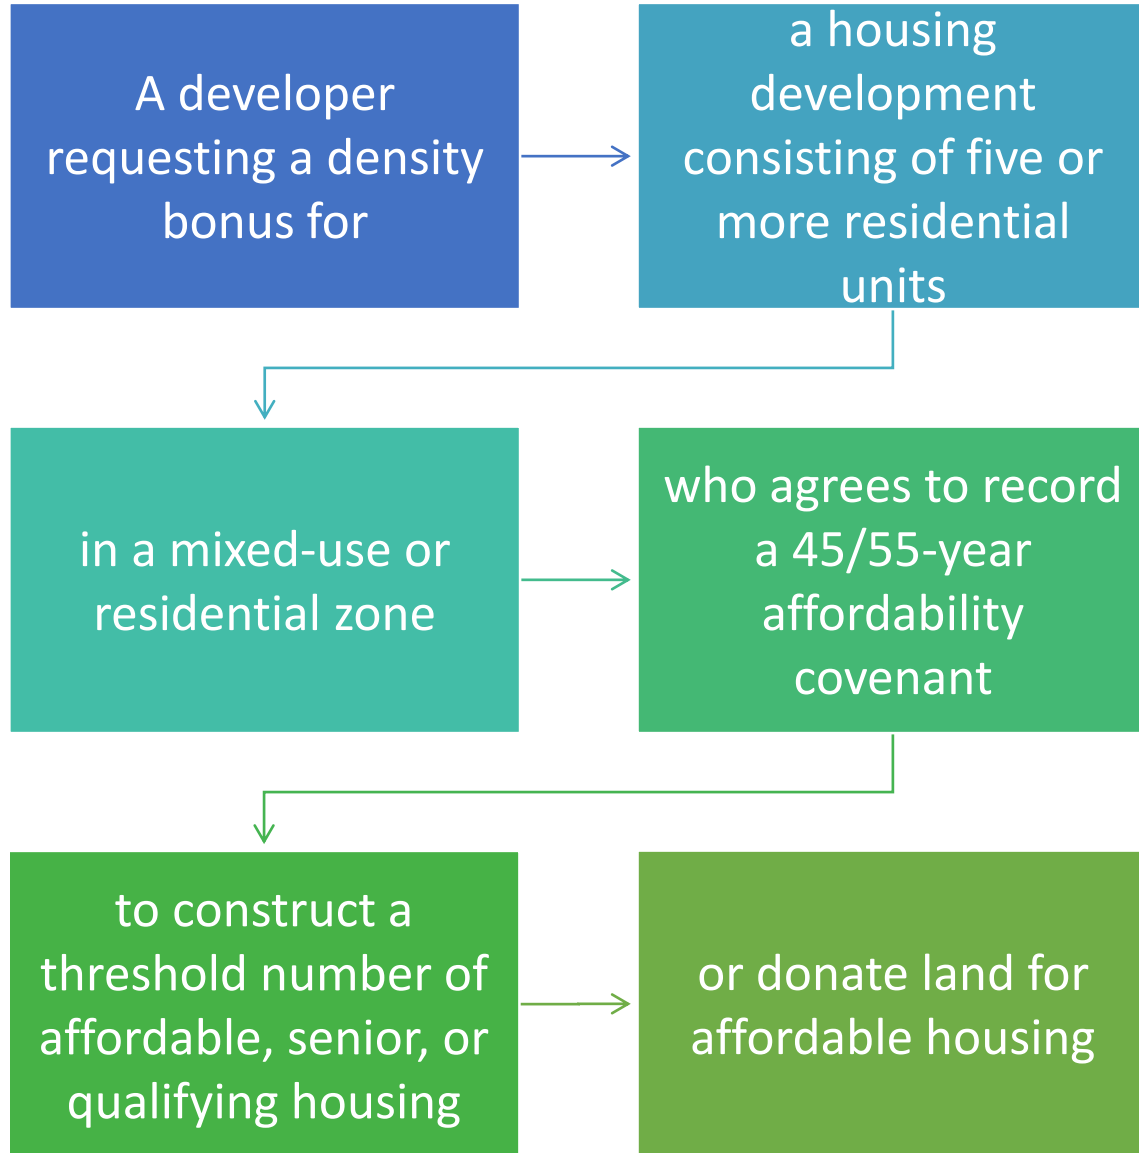 A developer
requesting a density
bonus for
a housing
development
consisting of five or
more residential
units
in a mixed-use or
residential zone
who agrees to record
a 45/55-year
affordability
covenant
to construct a
threshold number of
affordable, senior, or
qualifying housing
or donate land for
affordable housing